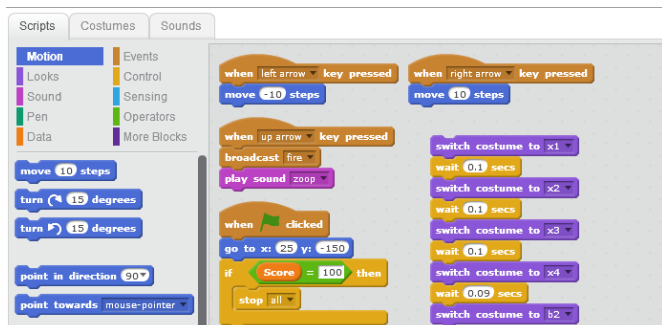 Scripts Costumes Sounds
Motion Events
Looks Control
Sound Sensing
Pen Operators
Data More Blocks
move 10 steps
turn 15 degrees
turn 15 degrees
point in direction 90
point towards mouse-pointer
when left arrow key pressed
move -10 steps
when up arrow key pressed
broadcast fire
play sound zoop
when clicked
go to x: 25 y: -150
if Score = 100 then
stop all
when right arrow key pressed
move 10 steps
switch costume to x1
wait 0.1 secs
switch costume to x2
wait 0.1 secs
switch costume to x3
wait 0.1 secs
switch costume to x4
wait 0.09 secs
switch costume to b2